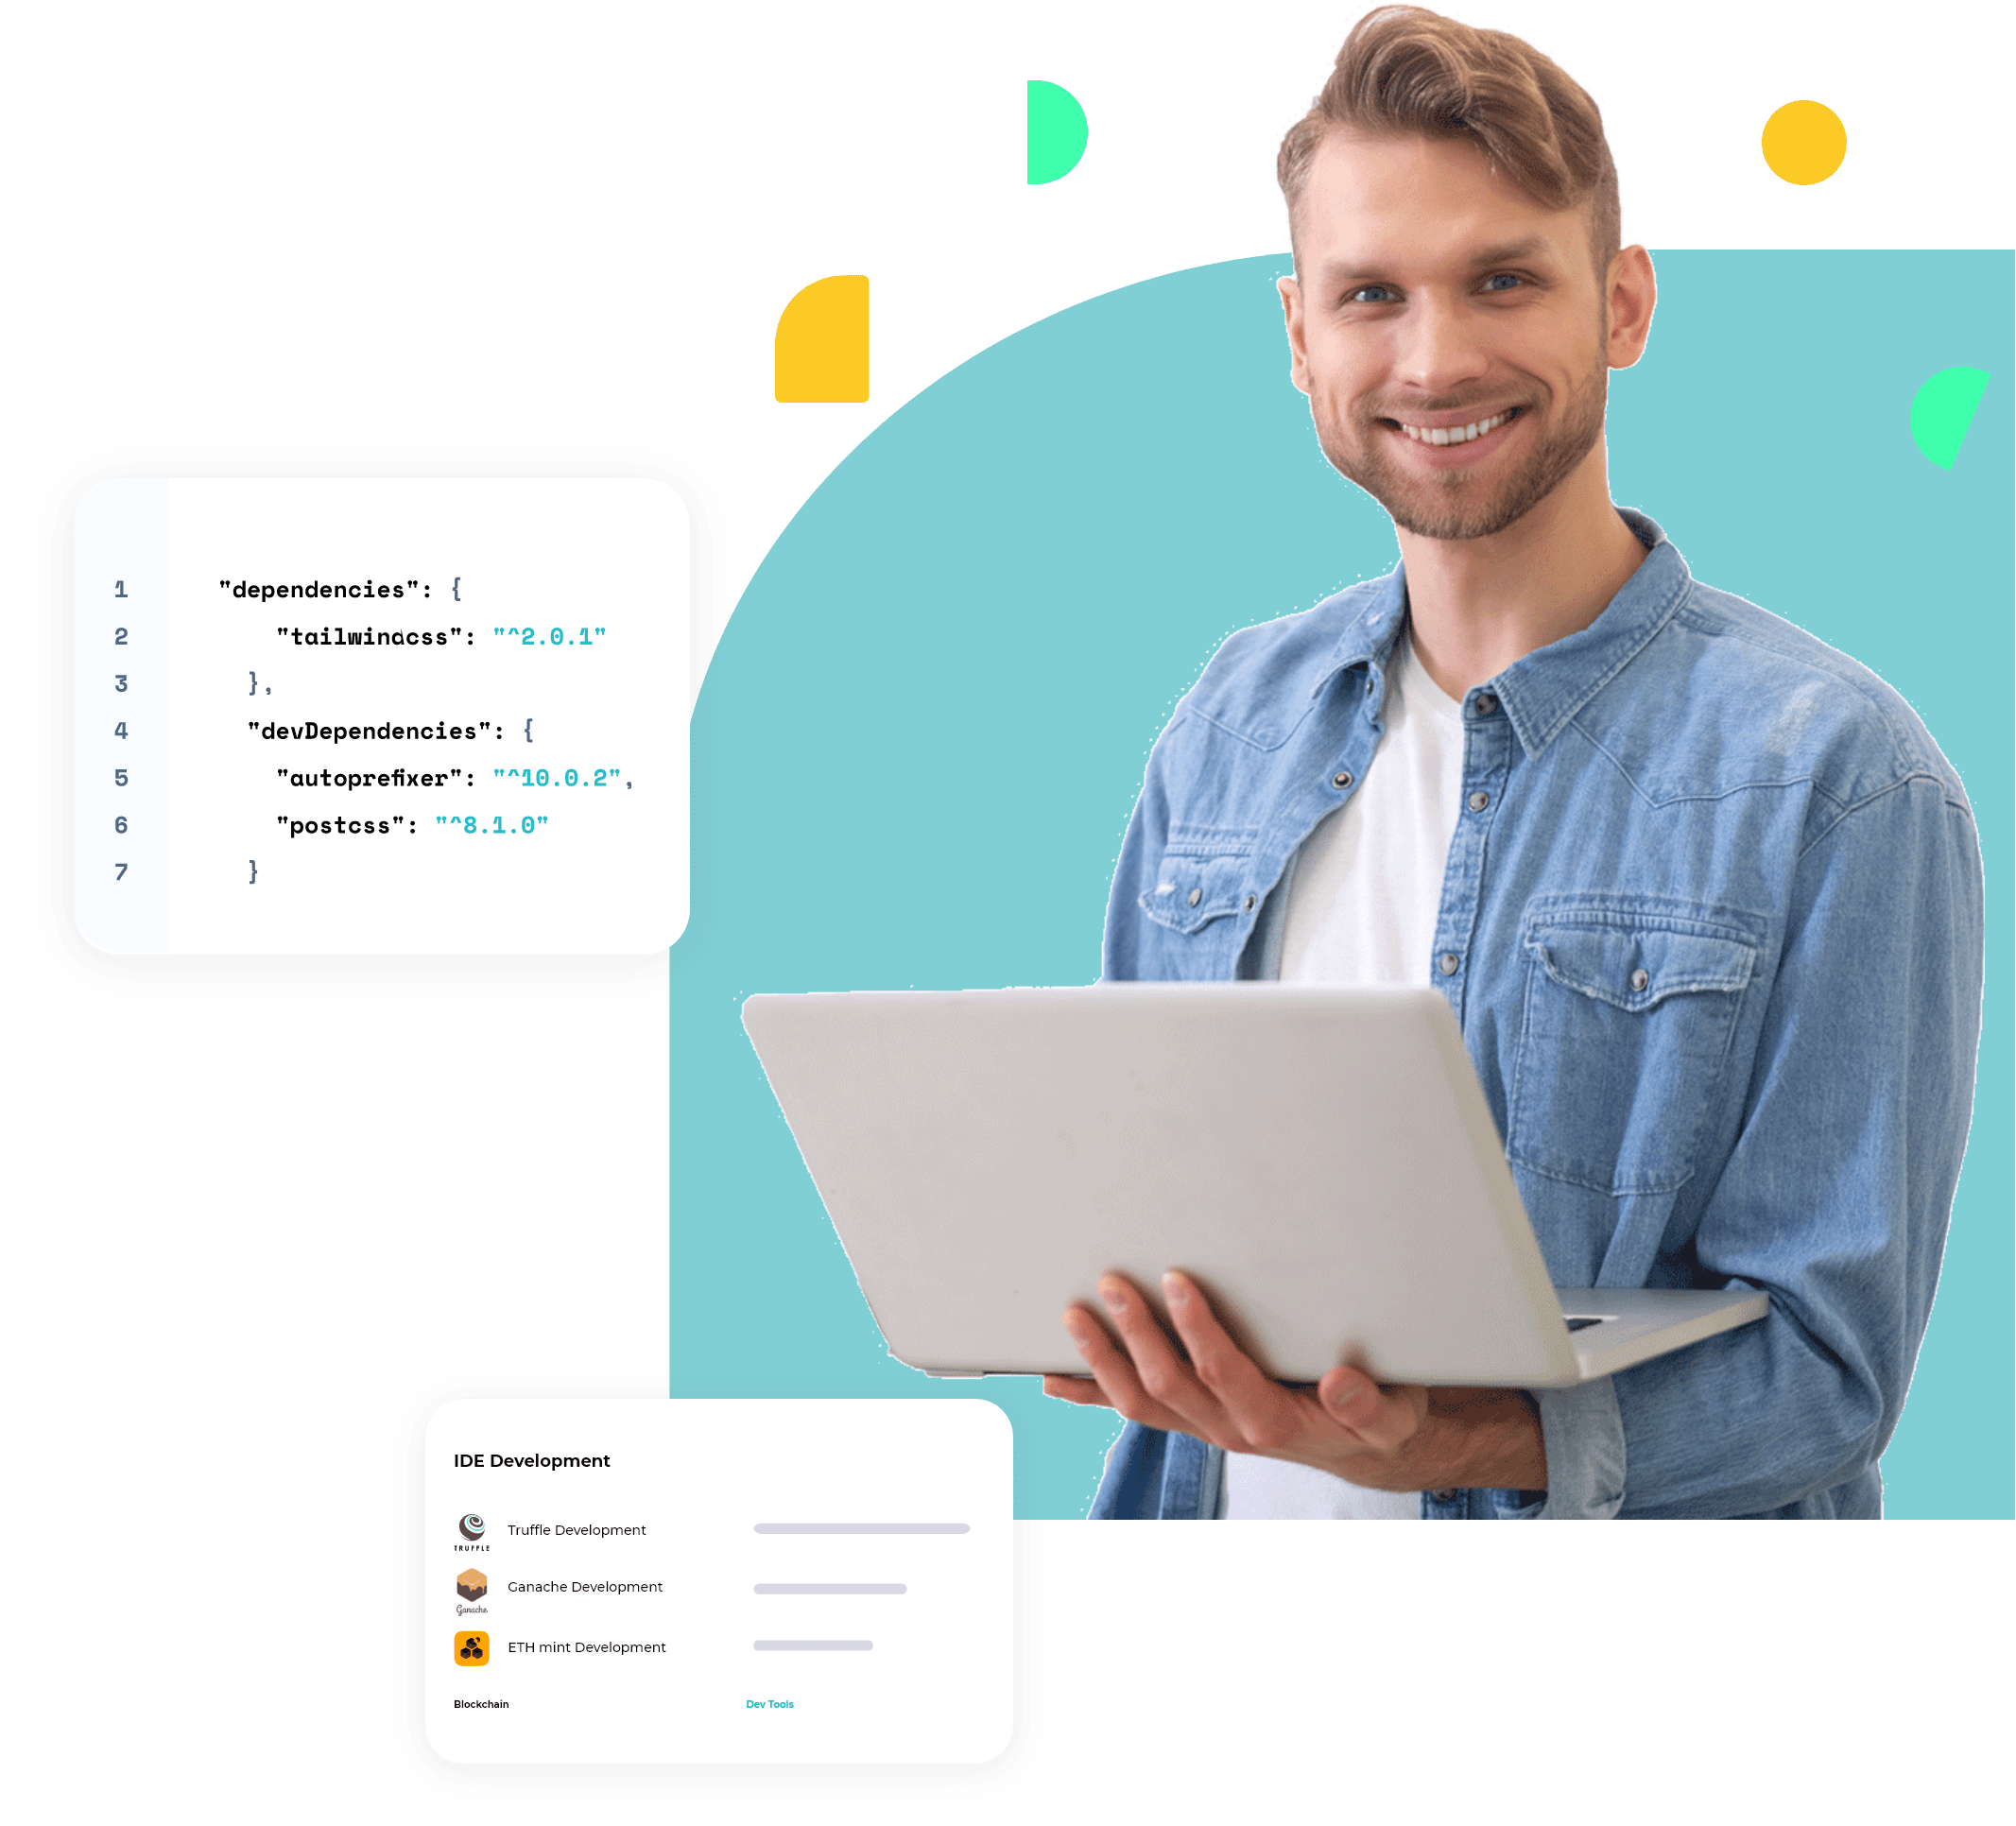 1 "dependencies": {
2 "tailwindcss": "^2.0.1"
3 },
4 "devDependencies": {
5 "autoprefixer": "^10.0.2",
6 "postcss": "^8.1.0"
7 }
IDE Development
TRUFFLE Truffle Development
Ganache Ganache Development
ETH mint Development
Blockchain Dev Tools